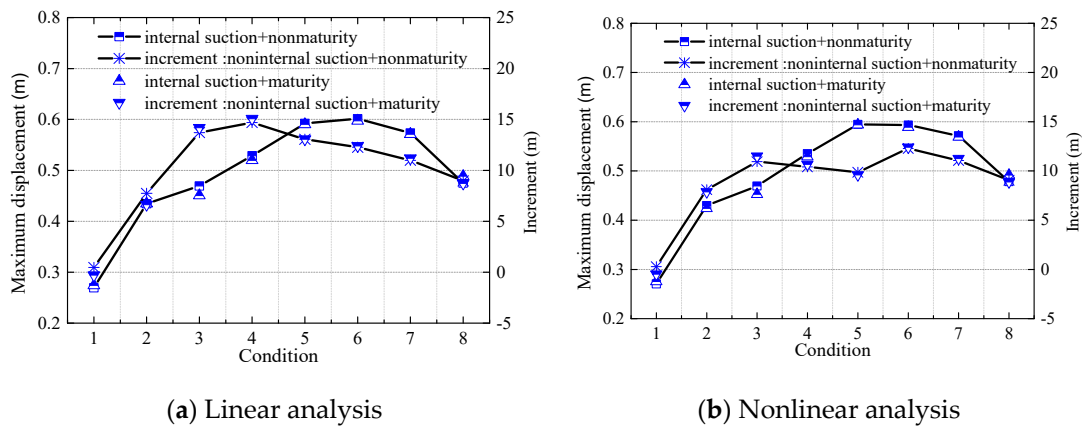 0.8
0.7
0.6
0.5
0.4
0.3
0.2
Maximum displacement (m)
internal suction+nonmaturity
increment :noninternal suction+nonmaturity
internal suction+maturity
increment :noninternal suction+maturity
25
20
15
10
5
0
-5
Increment (m)
1 2 3 4 5 6 7 8
Condition
(a) Linear analysis
0.8
0.7
0.6
0.5
0.4
0.3
0.2
Maximum displacement (m)
internal suction+nonmaturity
increment :noninternal suction+nonmaturity
internal suction+maturity
increment :noninternal suction+maturity
25
20
15
10
5
0
-5
Increment (m)
1 2 3 4 5 6 7 8
Condition
(b) Nonlinear analysis